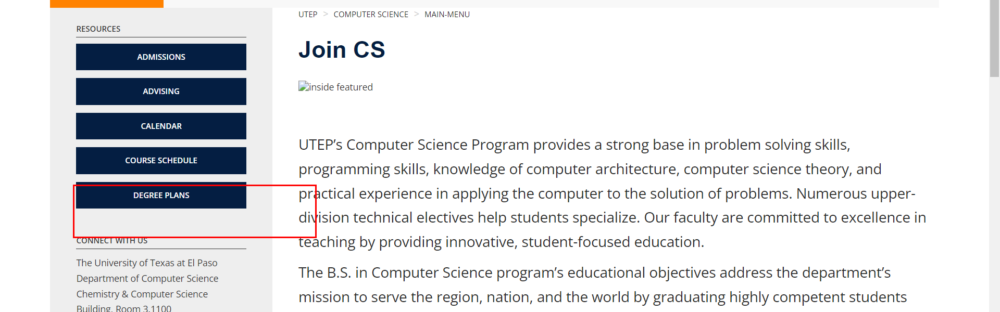 UTEP > COMPUTER SCIENCE > MAIN-MENU
RESOURCES
ADMISSIONS
ADVISING
CALENDAR
COURSE SCHEDULE
DEGREE PLANS
CONNECT WITH US
The University of Texas at El Paso
Department of Computer Science
Chemistry & Computer Science
Building, Room 3.1100
Join CS
inside featured
UTEP’s Computer Science Program provides a strong base in problem solving skills,
programming skills, knowledge of computer architecture, computer science theory, and
practical experience in applying the computer to the solution of problems. Numerous upper-
division technical electives help students specialize. Our faculty are committed to excellence in
teaching by providing innovative, student-focused education.
The B.S. in Computer Science program’s educational objectives address the department’s
mission to serve the region, nation, and the world by graduating highly competent students